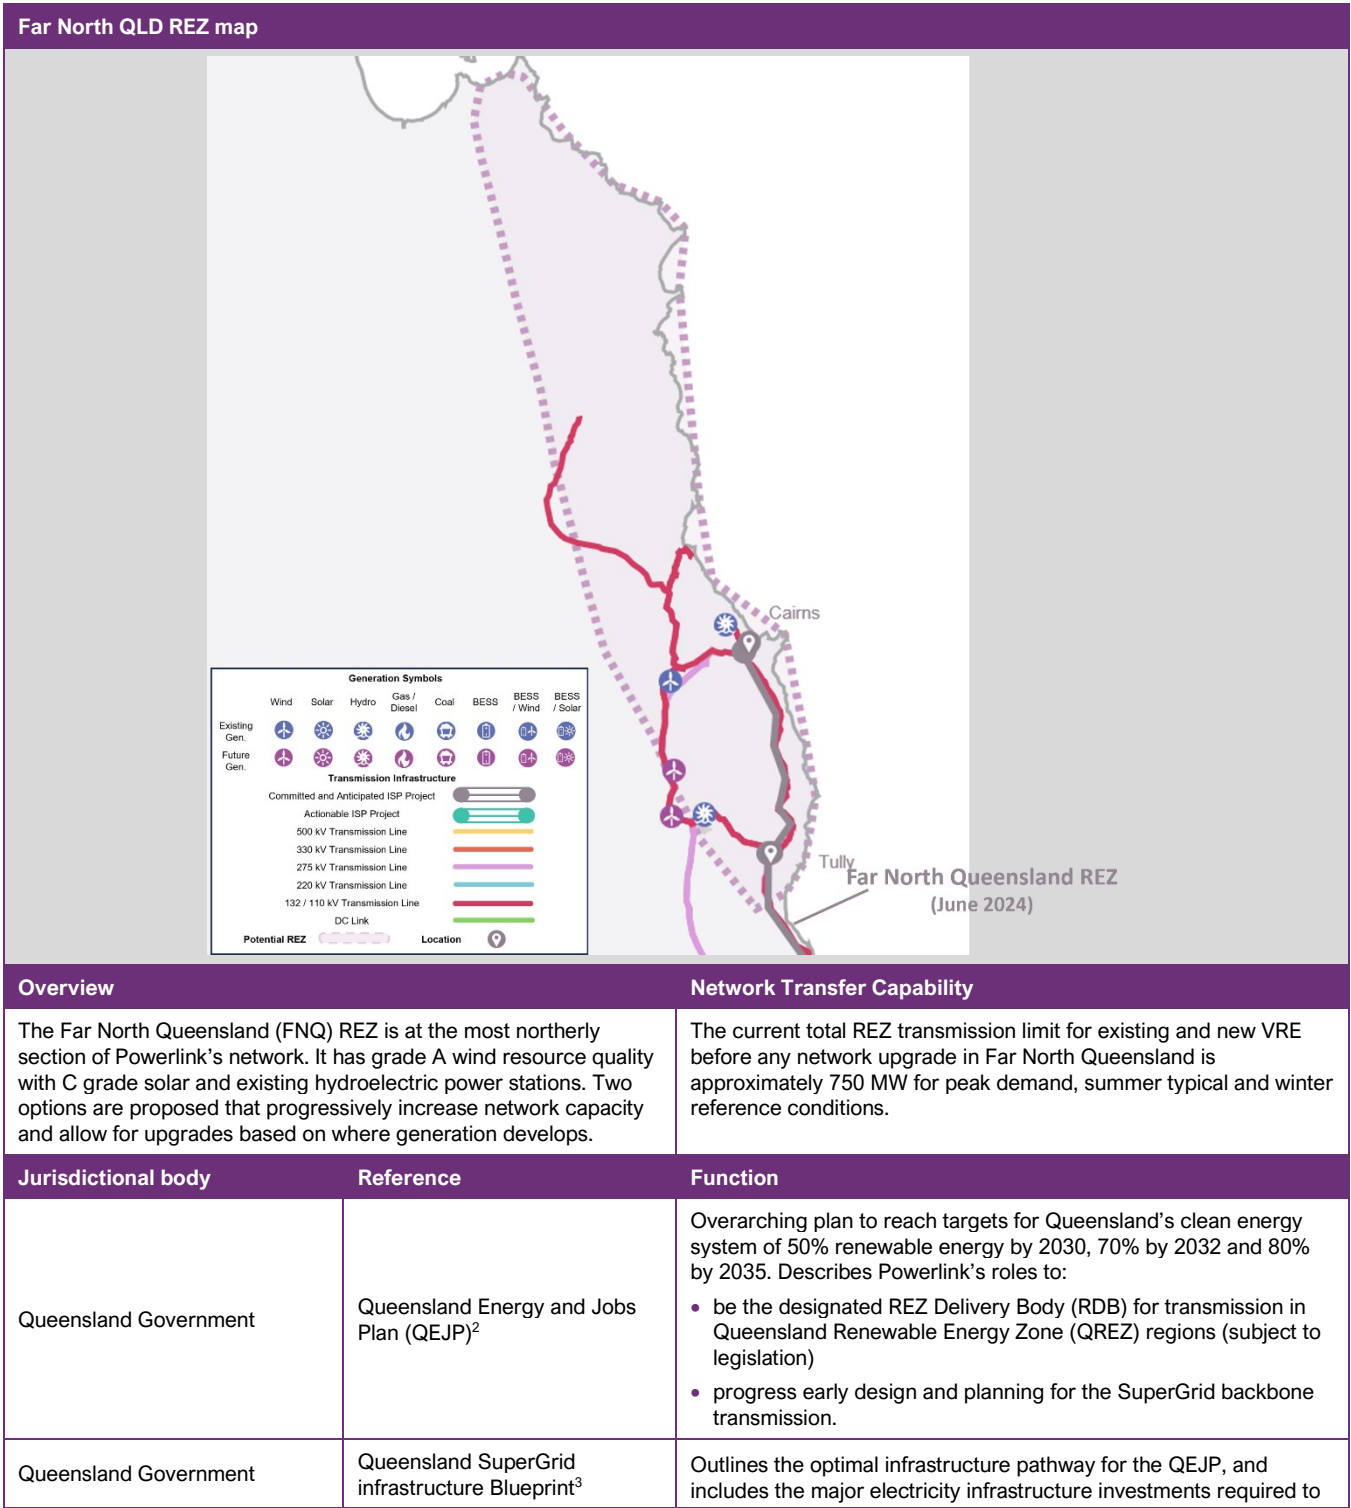 Far North QLD REZ map
Cairns
Tully
Far North Queensland REZ
(June 2024)
Generation Symbols
Wind Solar Hydro Gas / Diesel Coal BESS BESS / Wind BESS / Solar
Existing Gen.
Future Gen.
Transmission Infrastructure
Committed and Anticipated ISP Project
Actionable ISP Project
500 kV Transmission Line
330 kV Transmission Line
275 kV Transmission Line
220 kV Transmission Line
132 / 110 kV Transmission Line
DC Link
Potential REZ Location
Overview
The Far North Queensland (FNQ) REZ is at the most northerly
section of Powerlink's network. It has grade A wind resource quality
with C grade solar and existing hydroelectric power stations. Two
options are proposed that progressively increase network capacity
and allow for upgrades based on where generation develops.
Network Transfer Capability
The current total REZ transmission limit for existing and new VRE
before any network upgrade in Far North Queensland is
approximately 750 MW for peak demand, summer typical and winter
reference conditions.
Jurisdictional body Reference Function
Queensland Government
Queensland Energy and Jobs
Plan (QEJP)2
Overarching plan to reach targets for Queensland's clean energy
system of 50% renewable energy by 2030, 70% by 2032 and 80%
by 2035. Describes Powerlink's roles to:
• be the designated REZ Delivery Body (RDB) for transmission in
Queensland Renewable Energy Zone (QREZ) regions (subject to
legislation)
• progress early design and planning for the SuperGrid backbone
transmission.
Queensland Government
Queensland SuperGrid
infrastructure Blueprint3
Outlines the optimal infrastructure pathway for the QEJP, and
includes the major electricity infrastructure investments required to